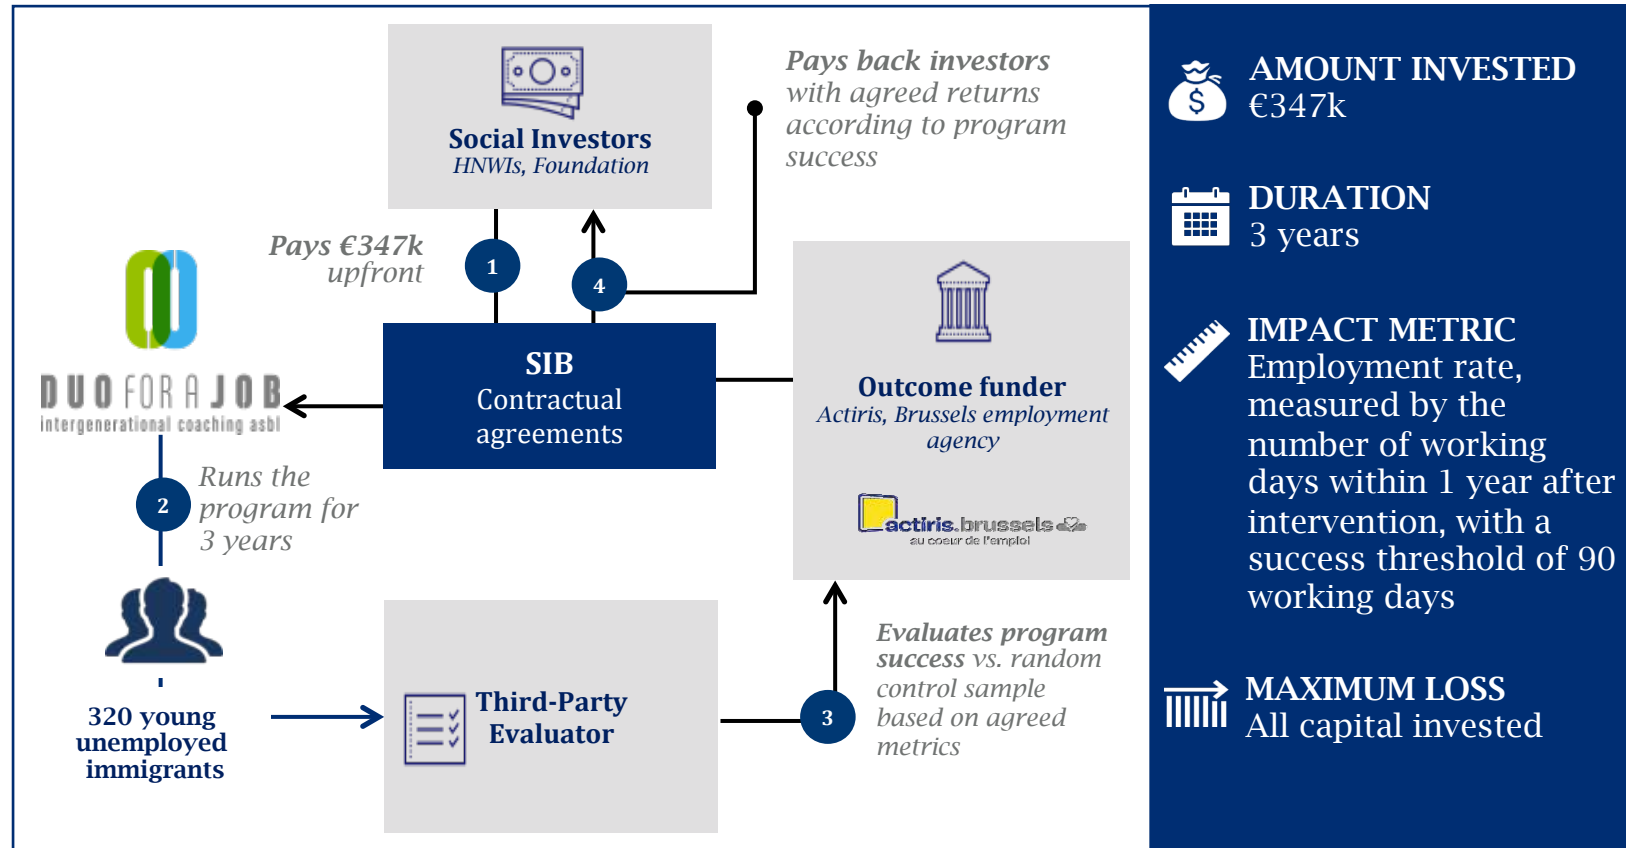 Social Investors
HNWIs, Foundation
Pays back investors
with agreed returns
according to program
success
Pays €347k
upfront
1
4
DUO FOR A JOB
intergenerational coaching asbl
SIB
Contractual
agreements
Outcome funder
Actiris, Brussels employment
agency
actiris.brussels
au coeur de l'emploi
2
Runs the
program for
3 years
320 young
unemployed
immigrants
Third-Party
Evaluator
3
Evaluates program
success vs. random
control sample
based on agreed
metrics
$
AMOUNT INVESTED
€347k
DURATION
3 years
IMPACT METRIC
Employment rate,
measured by the
number of working
days within 1 year after
intervention, with a
success threshold of 90
working days
MAXIMUM LOSS
All capital invested